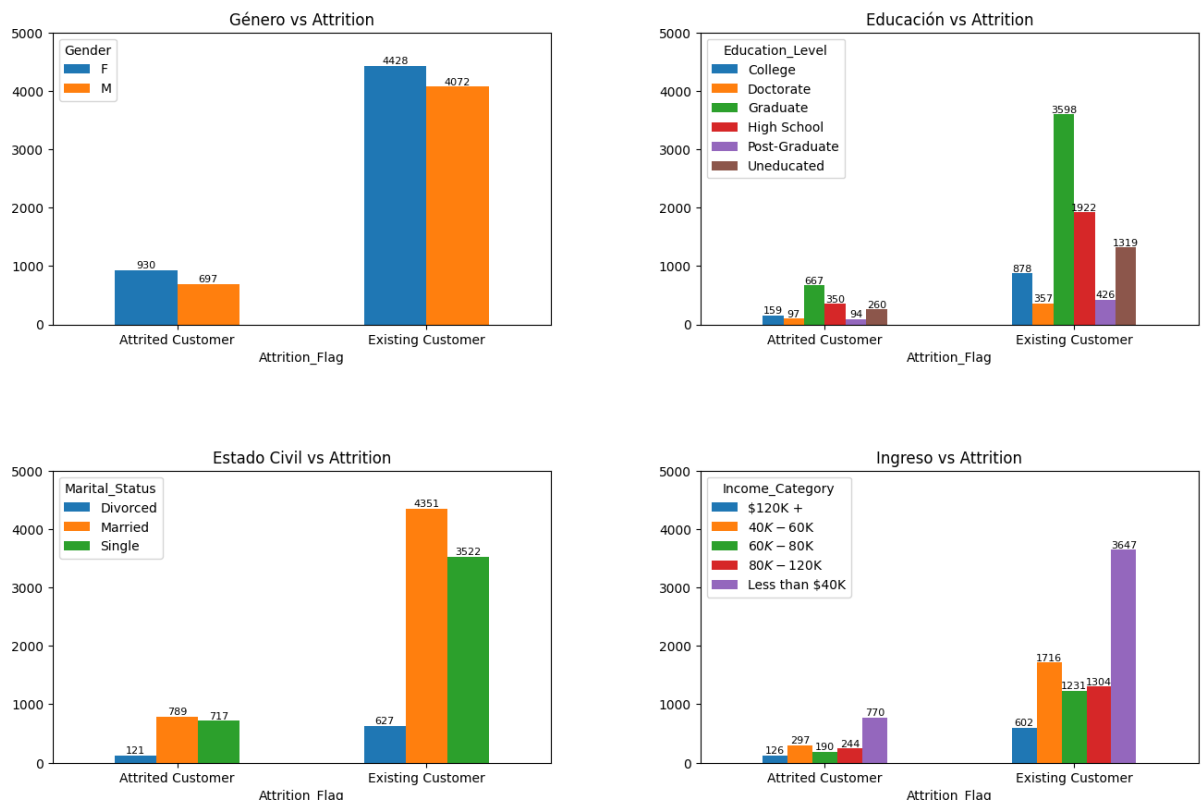 Género vs Attrition
5000
4000
3000
2000
1000
0
Gender
F
M
930
697
4428
4072
Attrited Customer
Existing Customer
Attrition_Flag
Educación vs Attrition
5000
4000
3000
2000
1000
0
Education_Level
College
Doctorate
Graduate
High School
Post-Graduate
Uneducated
159
97
667
350
94
260
878
357
3598
1922
426
1319
Attrited Customer
Existing Customer
Attrition_Flag
Estado Civil vs Attrition
5000
4000
3000
2000
1000
0
Marital_Status
Divorced
Married
Single
121
789
717
627
4351
3522
Attrited Customer
Existing Customer
Attrition_Flag
Ingreso vs Attrition
5000
4000
3000
2000
1000
0
Income_Category
$120K +
40K − 60K
60K − 80K
80K − 120K
Less than $40K
126
297
190
244
770
602
1716
1231
1304
3647
Attrited Customer
Existing Customer
Attrition_Flag